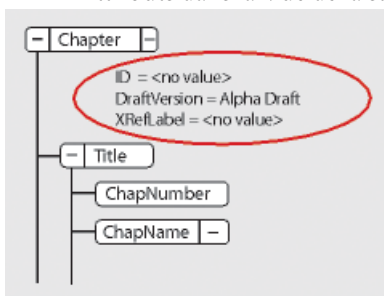 Chapter
ID = <no value>
DraftVersion = Alpha Draft
XRefLabel = <no value>
Title
ChapNumber
ChapName